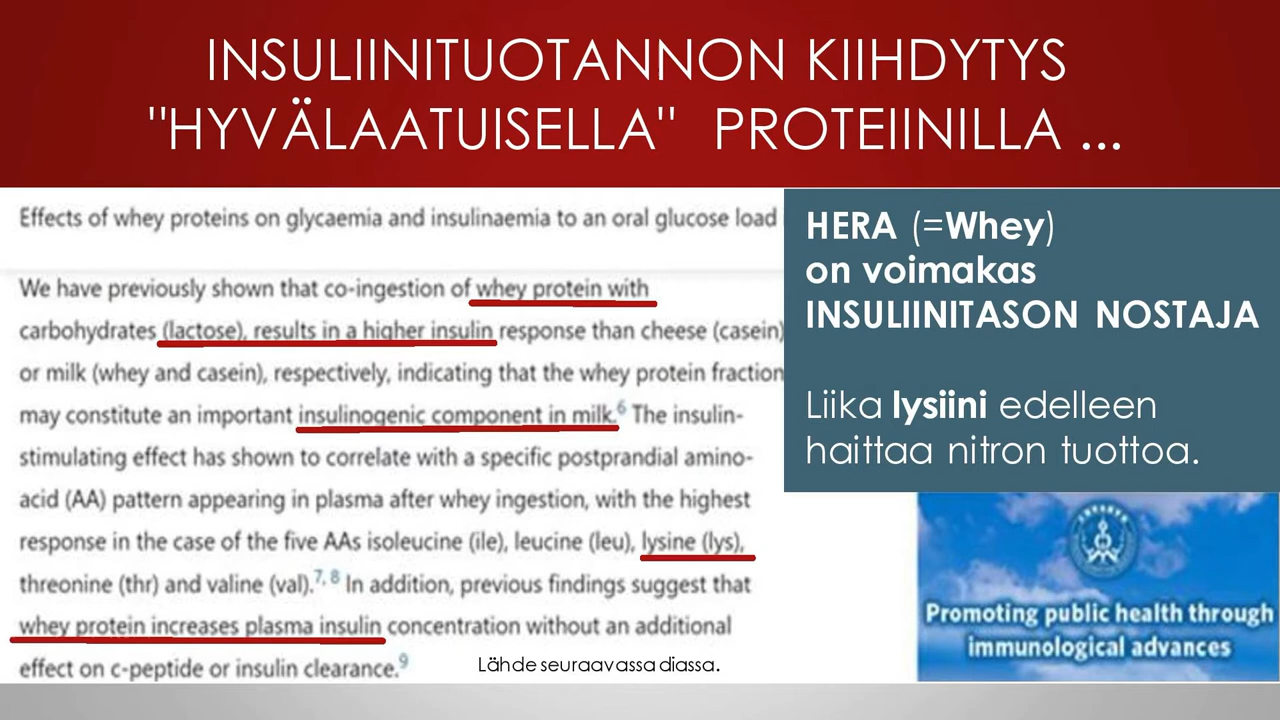 INSULIINITUOTANNON KIIHDYTYS
"HYVÄLAATUISELLA" PROTEIINILLA ...
Effects of whey proteins on glycaemia and insulinaemia to an oral glucose load
We have previously shown that co-ingestion of whey protein with
carbohydrates (lactose), results in a higher insulin response than cheese (casein)
or milk (whey and casein), respectively, indicating that the whey protein fraction
may constitute an important insulinogenic component in milk.6 The insulin-
stimulating effect has shown to correlate with a specific postprandial amino-
acid (AA) pattern appearing in plasma after whey ingestion, with the highest
response in the case of the five AAs isoleucine (ile), leucine (leu), lysine (lys),
threonine (thr) and valine (val).7, 8 In addition, previous findings suggest that
whey protein increases plasma insulin concentration without an additional
effect on c-peptide or insulin clearance.9
Lähde seuraavassa diassa.
HERA (=Whey)
on voimakas
INSULIINITASON NOSTAJA
Liika lysiini edelleen
haittaa nitron tuottoa.
Promoting public health through
immunological advances